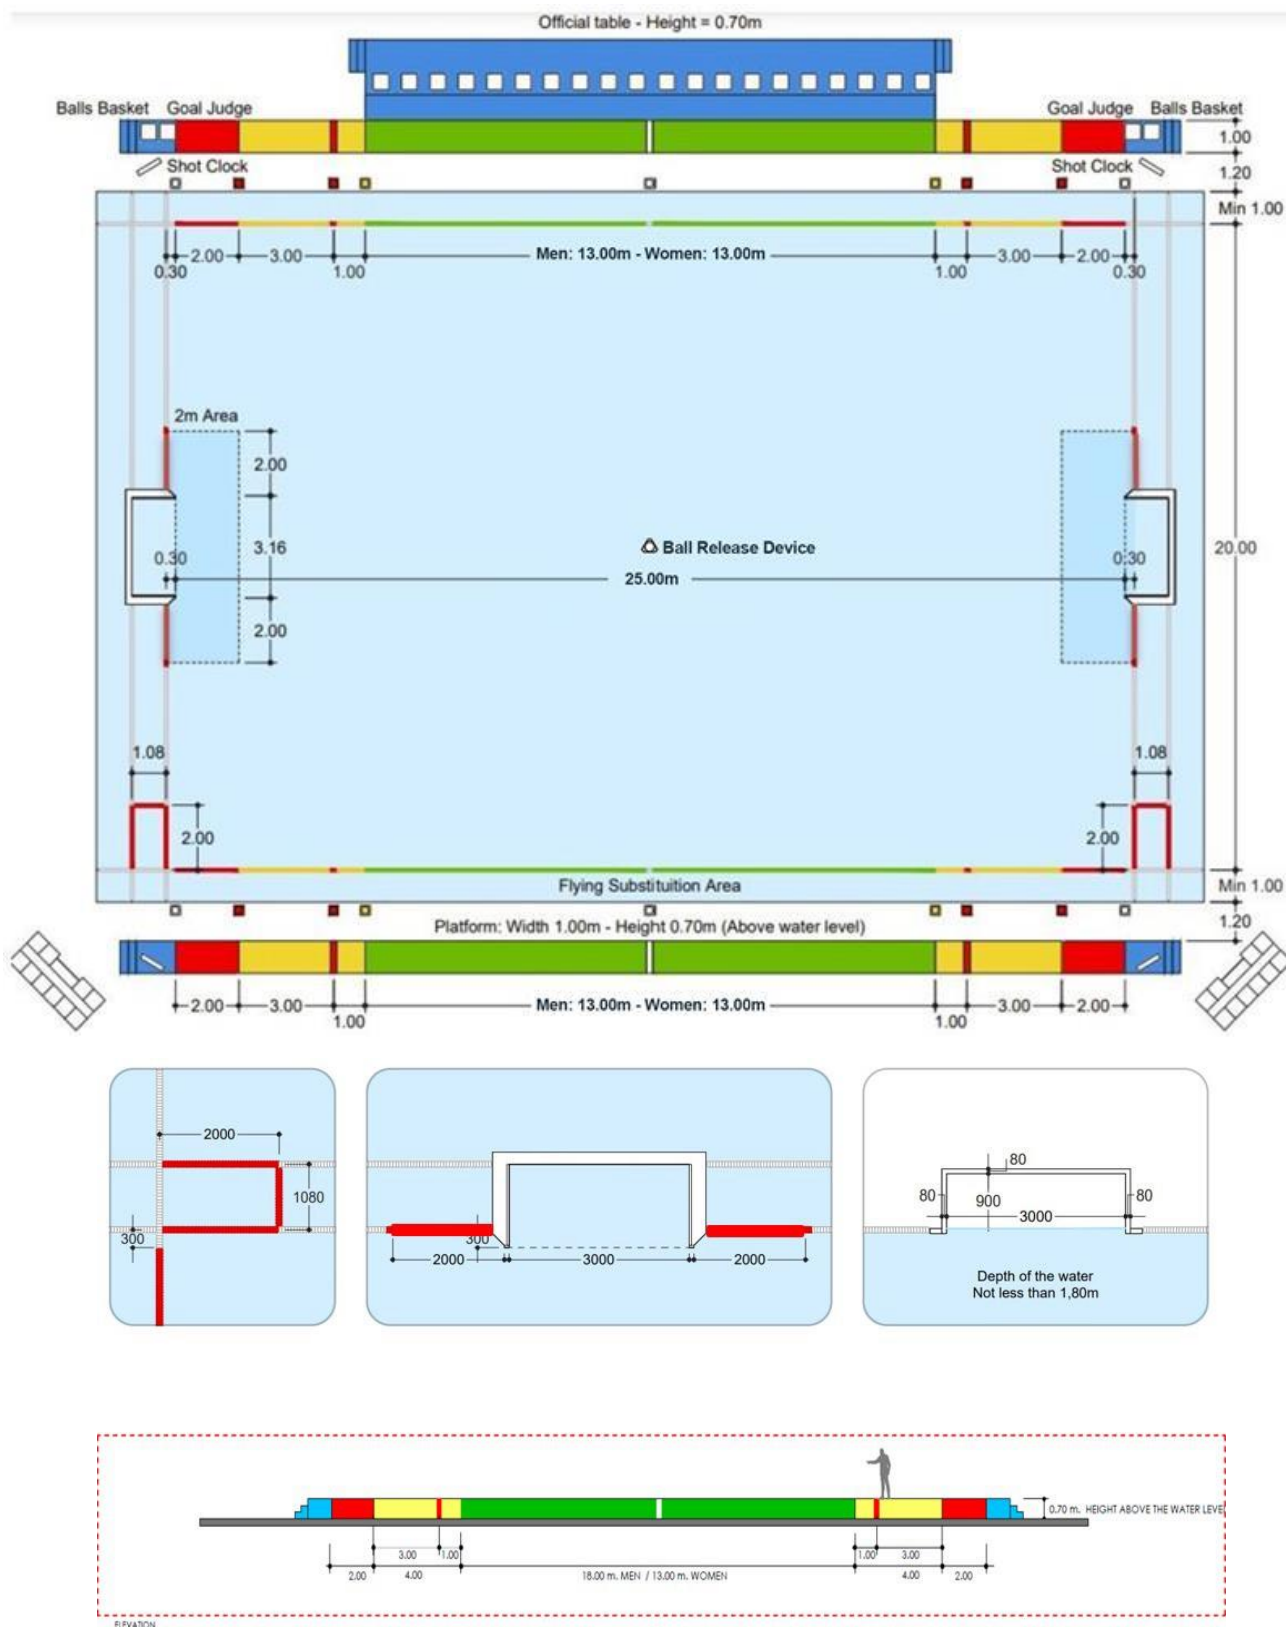 Official table - Height = 0.70m
Balls Basket Goal Judge Goal Judge Balls Basket
1.00
Shot Clock Shot Clock
1.20
Min 1.00
2.00 3.00 Men: 13.00m - Women: 13.00m 3.00 2.00
0.30 1.00 1.00 0.30
2m Area
2.00
3.16 Ball Release Device 20.00
0.30 0:30
25.00m
2.00
1.08 1.08
2.00 2.00
Flying Substituition Area Min 1.00
1.20
Platform: Width 1.00m - Height 0.70m (Above water level)
2.00 3.00 Men: 13.00m - Women: 13.00m 3.00 2.00
1.00 1.00
2000
1080
300
300
2000 3000 2000
80
80 900 80
3000
Depth of the water
Not less than 1,80m
0.70 m. HEIGHT ABOVE THE WATER LEVE
3.00 1.00 1.00 3.00
2.00 4.00 18.00 m. MEN / 13.00 m. WOMEN 4.00 2.00
ELEVATION